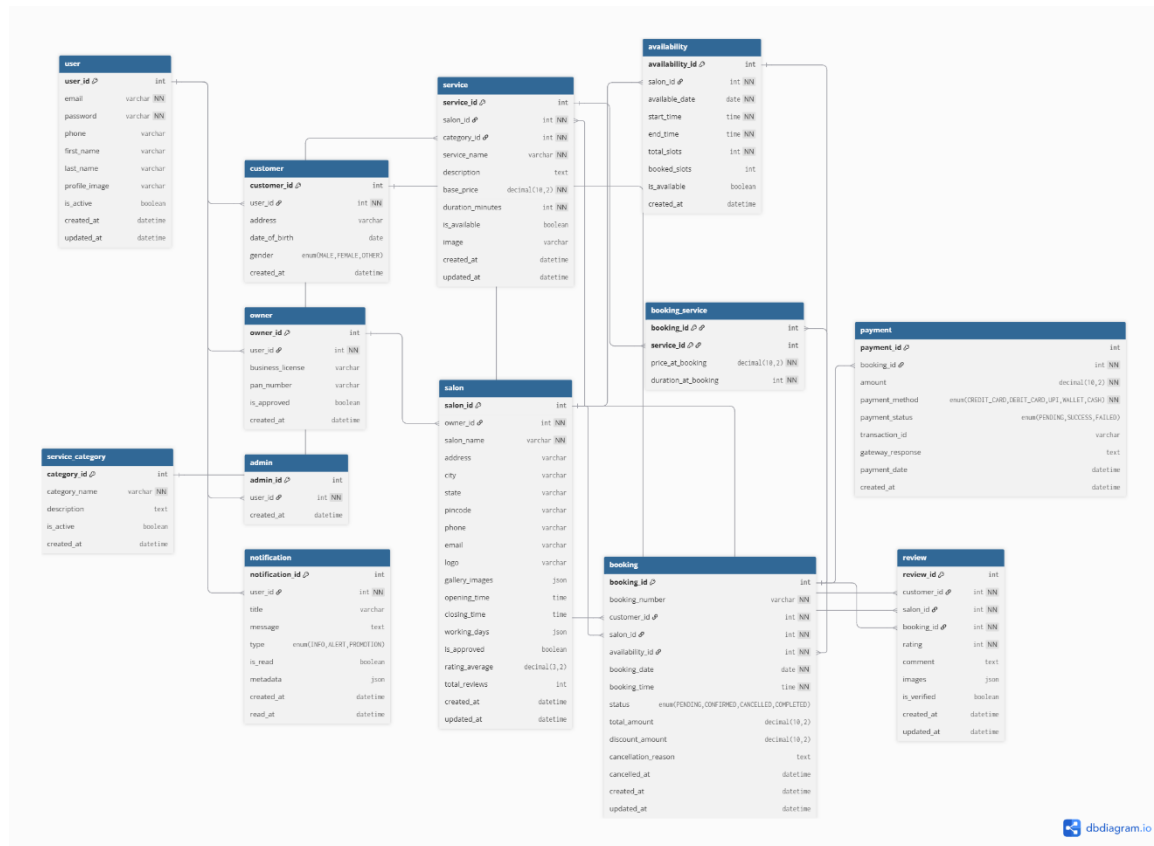 user
user_id int
email varchar NN
password varchar NN
phone varchar
first_name varchar
last_name varchar
profile_image varchar
is_active boolean
created_at datetime
updated_at datetime
customer
customer_id int
user_id int NN
address varchar
date_of_birth date
gender enum(MALE,FEMALE,OTHER)
created_at datetime
owner
owner_id int
user_id int NN
business_license varchar
pan_number varchar
is_approved boolean
created_at datetime
service_category
category_id int
category_name varchar NN
description text
is_active boolean
created_at datetime
admin
admin_id int
user_id int NN
created_at datetime
notification
notification_id int
user_id int NN
title varchar
message text
type enum(INFO,ALERT,PROMOTION)
is_read boolean
metadata json
created_at datetime
read_at datetime
service
service_id int
salon_id int NN
category_id int NN
service_name varchar NN
description text
base_price decimal(10,2) NN
duration_minutes int NN
is_available boolean
image varchar
created_at datetime
updated_at datetime
salon
salon_id int
owner_id int NN
salon_name varchar NN
address varchar
city varchar
state varchar
pincode varchar
phone varchar
email varchar
logo varchar
gallery_images json
opening_time time
closing_time time
working_days json
is_approved boolean
rating_average decimal(3,2)
total_reviews int
created_at datetime
updated_at datetime
availability
availability_id int
salon_id int NN
available_date date NN
start_time time NN
end_time time NN
total_slots int NN
booked_slots int
is_available boolean
created_at datetime
booking_service
booking_id int
service_id int
price_at_booking decimal(10,2) NN
duration_at_booking int NN
booking
booking_id int
booking_number varchar NN
customer_id int NN
salon_id int NN
availability_id int NN
booking_date date NN
booking_time time NN
status enum(PENDING,CONFIRMED,CANCELLED,COMPLETED)
total_amount decimal(10,2)
discount_amount decimal(10,2)
cancellation_reason text
cancelled_at datetime
created_at datetime
updated_at datetime
payment
payment_id int
booking_id int NN
amount decimal(10,2) NN
payment_method enum(CREDIT_CARD,DEBIT_CARD,UPI,WALLET,CASH) NN
payment_status enum(PENDING,SUCCESS,FAILED)
transaction_id varchar
gateway_response text
payment_date datetime
created_at datetime
review
review_id int
customer_id int NN
salon_id int NN
booking_id int NN
rating int NN
comment text
images json
is_verified boolean
created_at datetime
updated_at datetime
dbdiagram.io